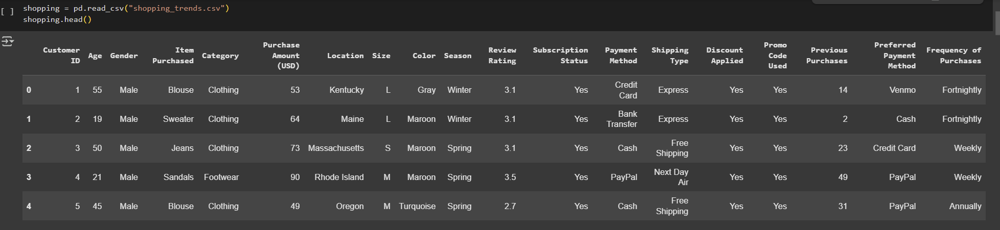 [ ] shopping = pd.read_csv("shopping_trends.csv")
shopping.head()
Customer ID Age Gender Item Purchased Category Purchase Amount (USD) Location Size Color Season Review Rating Subscription Status Payment Method Shipping Type Discount Applied Promo Code Used Previous Purchases Preferred Payment Method Frequency of Purchases
0 1 55 Male Blouse Clothing 53 Kentucky L Gray Winter 3.1 Yes Credit Card Express Yes Yes 14 Venmo Fortnightly
1 2 19 Male Sweater Clothing 64 Maine L Maroon Winter 3.1 Yes Bank Transfer Express Yes Yes 2 Cash Fortnightly
2 3 50 Male Jeans Clothing 73 Massachusetts S Maroon Spring 3.1 Yes Cash Free Shipping Yes Yes 23 Credit Card Weekly
3 4 21 Male Sandals Footwear 90 Rhode Island M Maroon Spring 3.5 Yes PayPal Next Day Air Yes Yes 49 PayPal Weekly
4 5 45 Male Blouse Clothing 49 Oregon M Turquoise Spring 2.7 Yes Cash Free Shipping Yes Yes 31 PayPal Annually